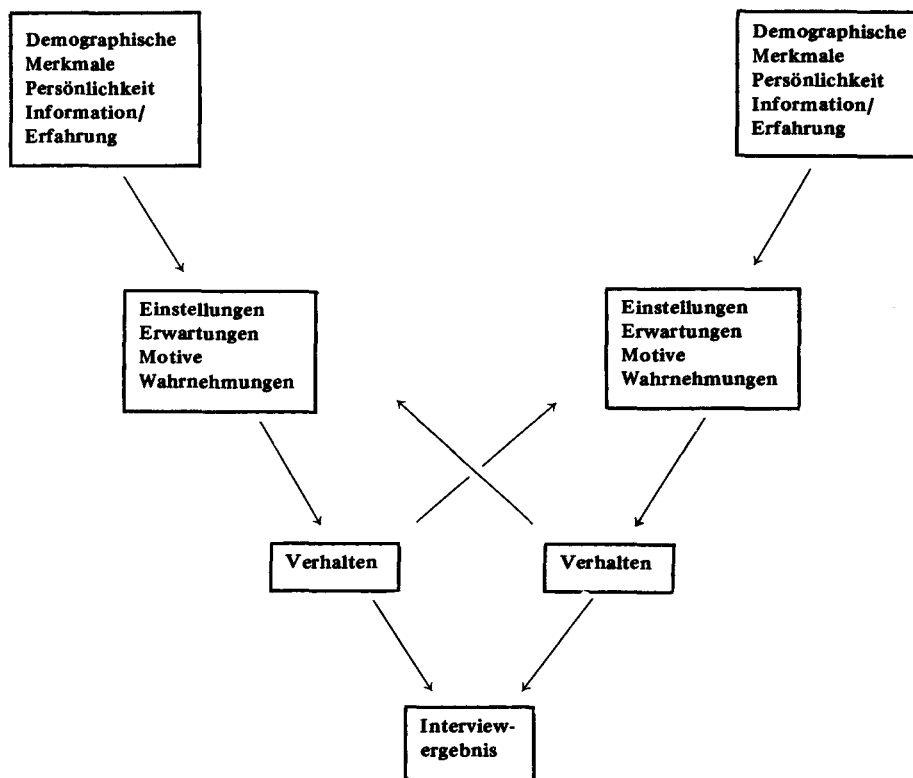 Demographische
Merkmale
Persönlichkeit
Information/
Erfahrung
Demographische
Merkmale
Persönlichkeit
Information/
Erfahrung
Einstellungen
Erwartungen
Motive
Wahrnehmungen
Einstellungen
Erwartungen
Motive
Wahrnehmungen
Verhalten
Verhalten
Interview-
ergebnis